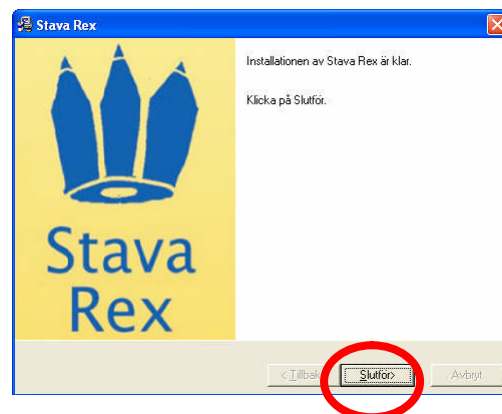 Stava Rex
Installationen av Stava Rex är klar.
Klicka på Slutför.
Stava
Rex
< Tillbak
Slutför>
Avbryt